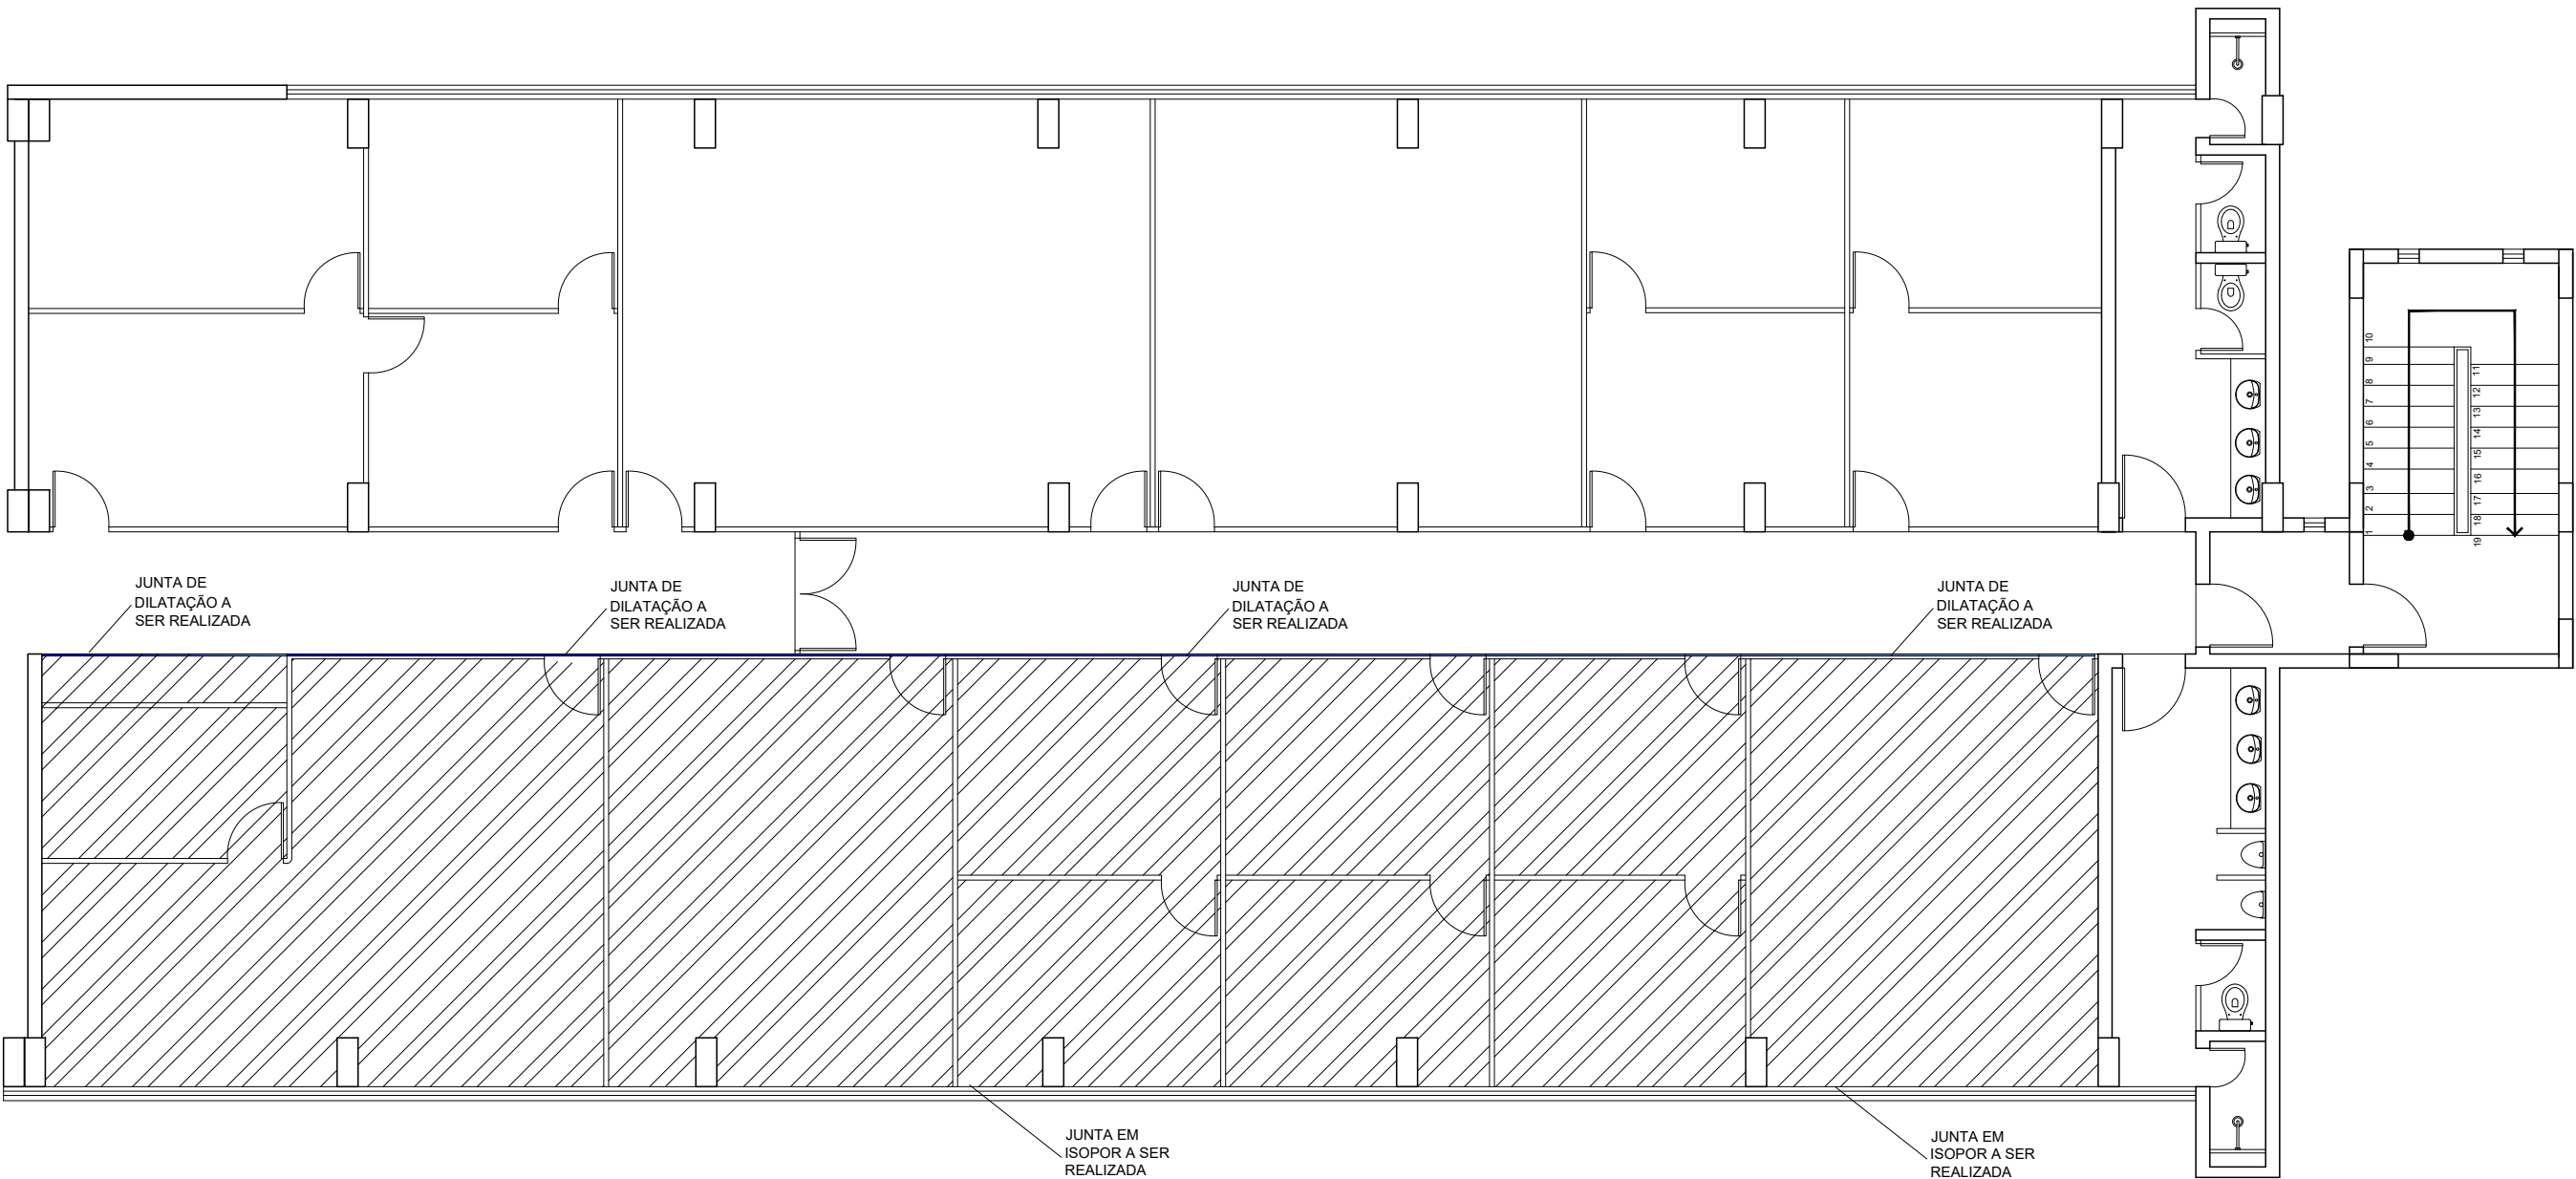 10
9
8
7
6
5
4
3
2
1
11
12
13
14
15
16
17
18
19
JUNTA DE
DILATAÇÃO A
SER REALIZADA
JUNTA DE
DILATAÇÃO A
SER REALIZADA
JUNTA DE
DILATAÇÃO A
SER REALIZADA
JUNTA DE
DILATAÇÃO A
SER REALIZADA
JUNTA EM
ISOPOR A SER
REALIZADA
JUNTA EM
ISOPOR A SER
REALIZADA